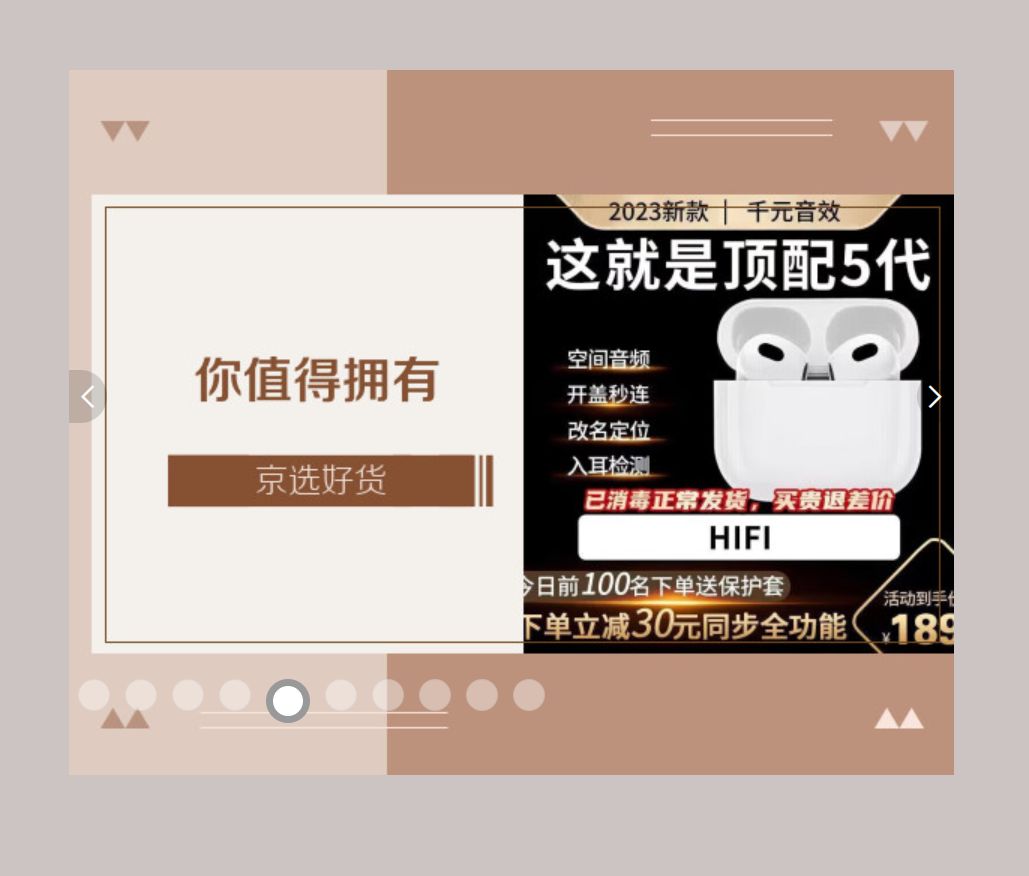 你值得拥有
京选好货
2023新款 | 千元音效
这就是顶配5代
空间音频
开盖秒连
改名定位
入耳检测
已消毒正常发货，买贵退差价
HIFI
今日前100名下单送保护套
下单立减30元同步全功能
活动到手价
¥189